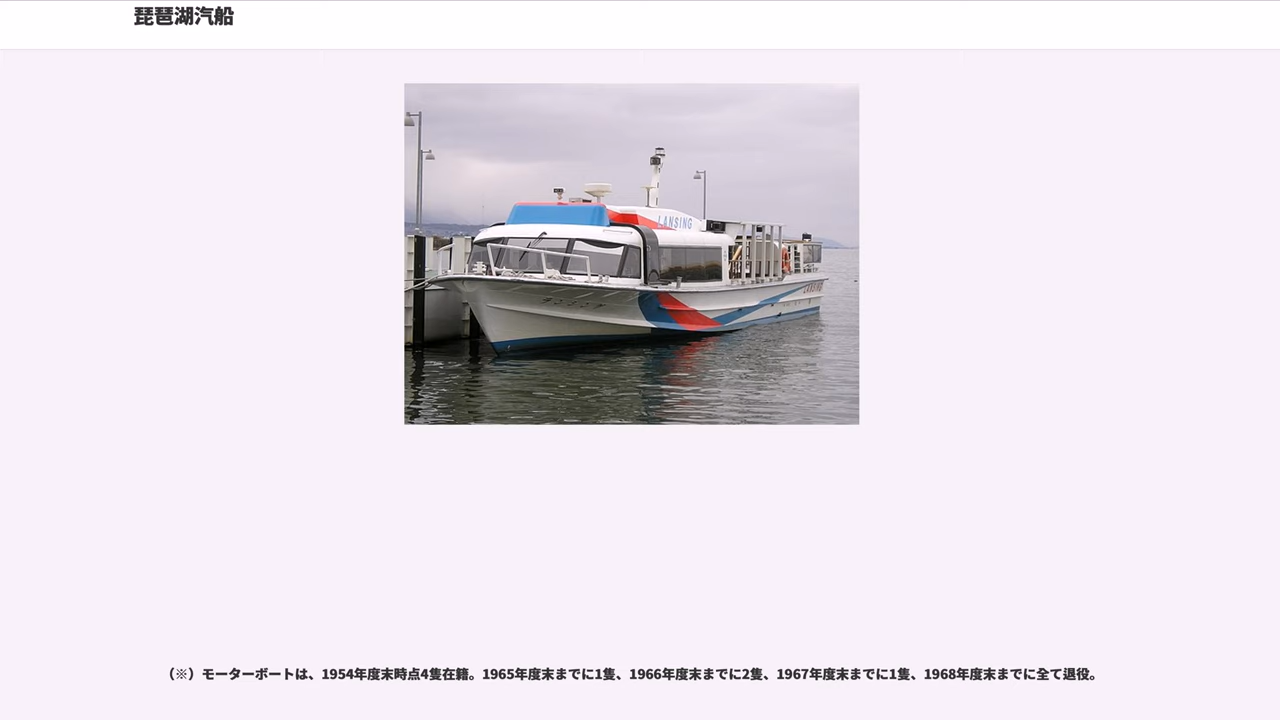 琵琶湖汽船
LANSING
（※）モーターボートは、1954年度末時点4隻在籍。1965年度末までに1隻、1966年度末までに2隻、1967年度末までに1隻、1968年度末までに全て退役。